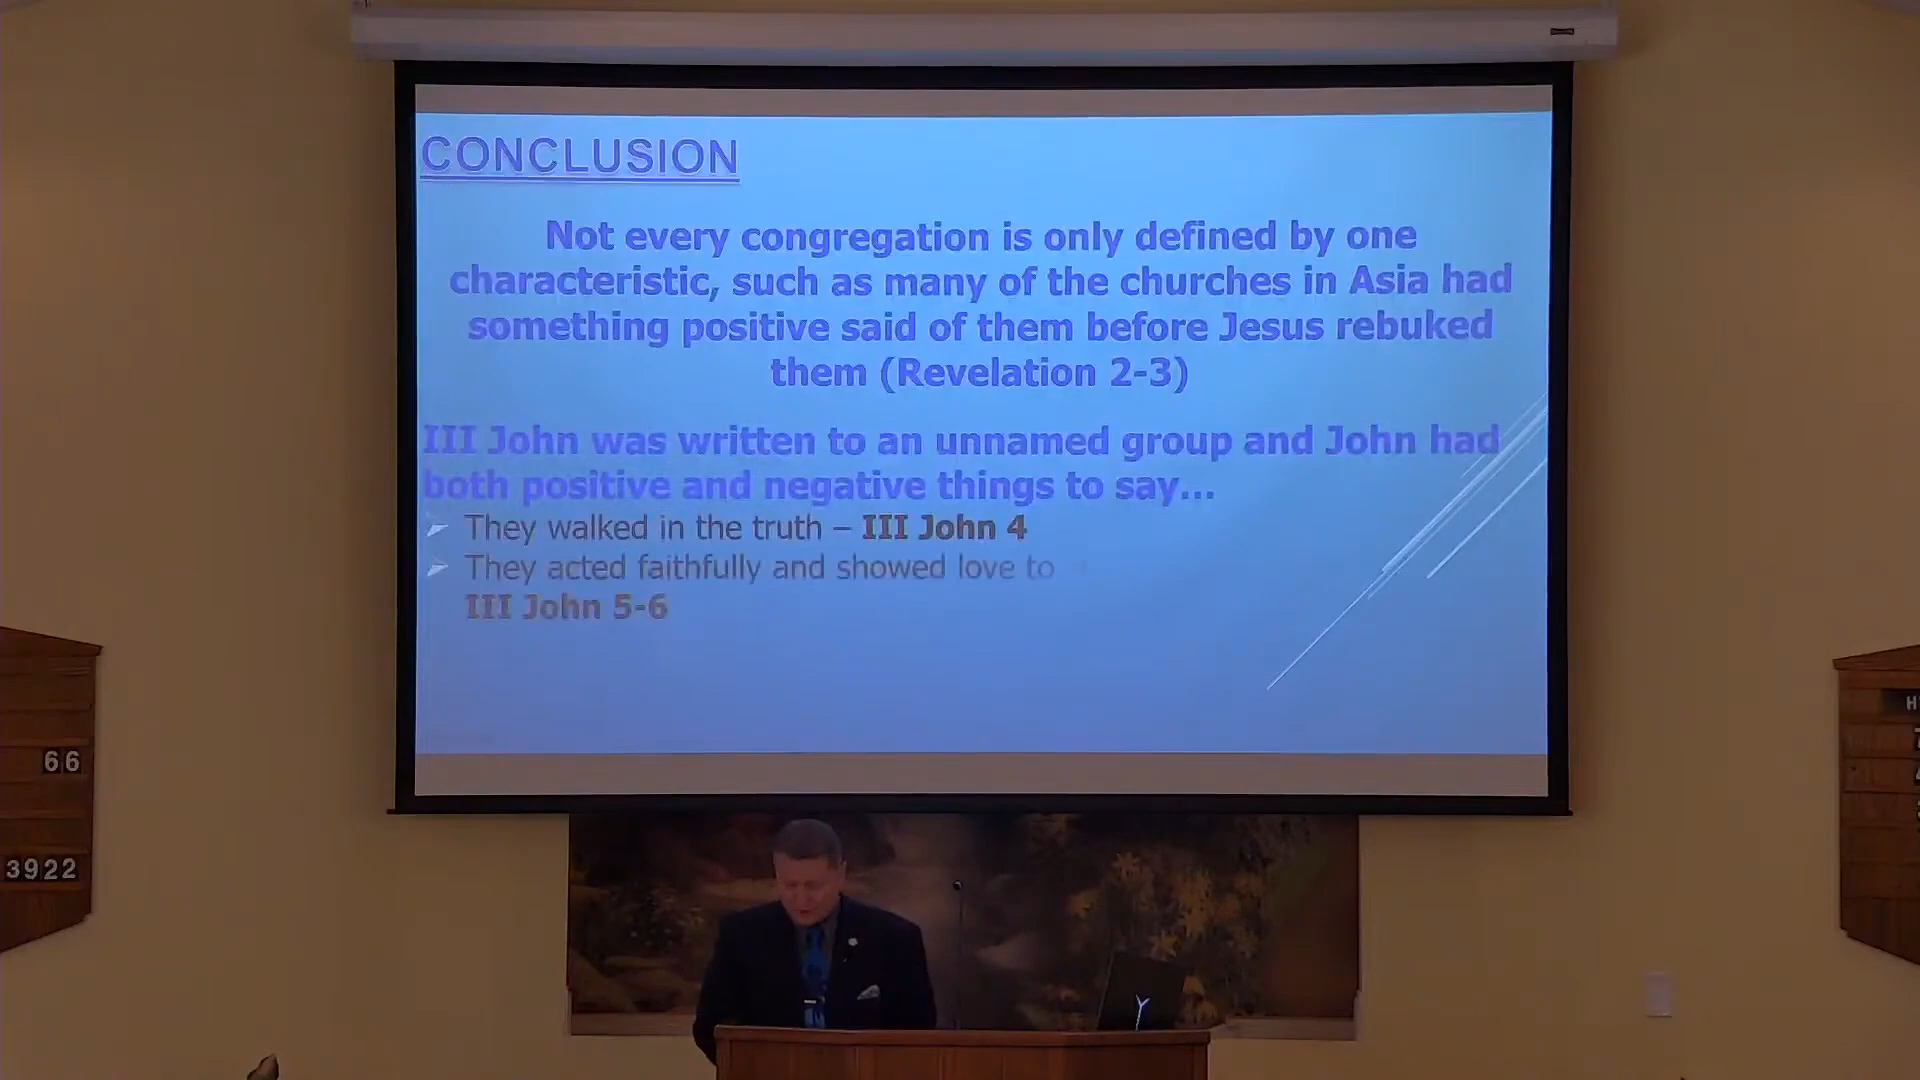 CONCLUSION
Not every congregation is only defined by one
characteristic, such as many of the churches in Asia had
something positive said of them before Jesus rebuked
them (Revelation 2-3)
III John was written to an unnamed group and John had
both positive and negative things to say...
They walked in the truth – III John 4
They acted faithfully and showed love to
III John 5-6
66
3922
H